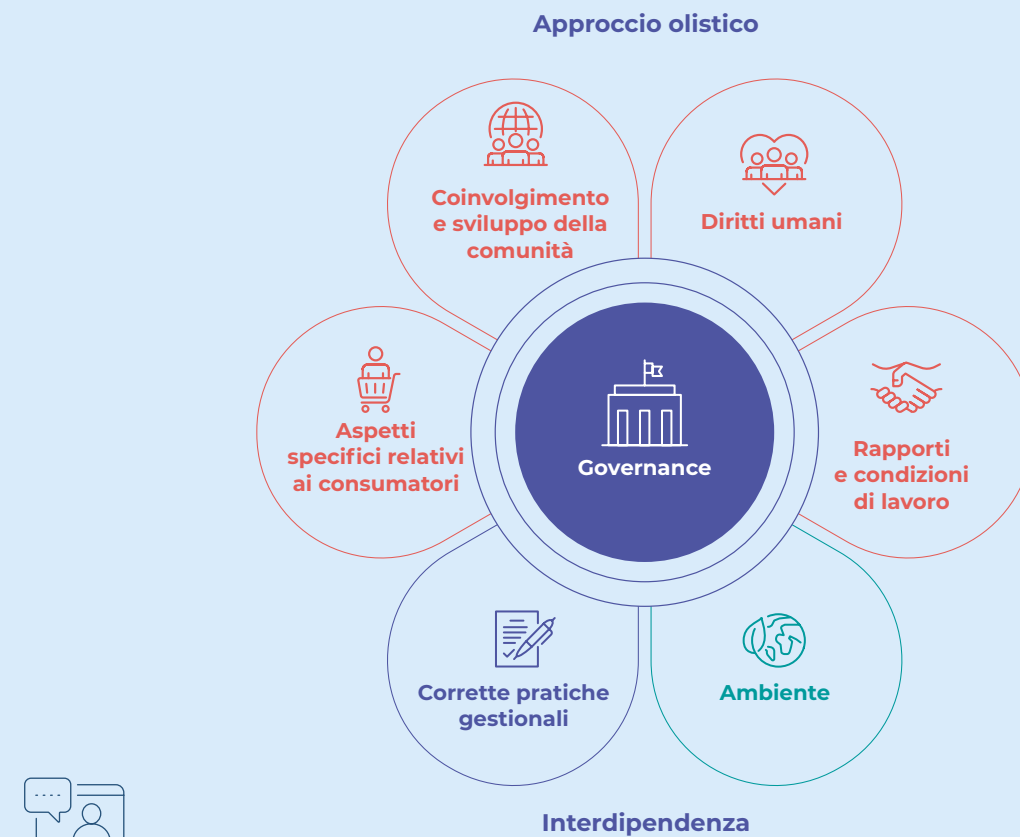 Approccio olistico
Coinvolgimento
e sviluppo della
comunità
Diritti umani
Aspetti
specifici relativi
ai consumatori
Governance
Rapporti
e condizioni
di lavoro
Corrette pratiche
gestionali
Ambiente
Interdipendenza